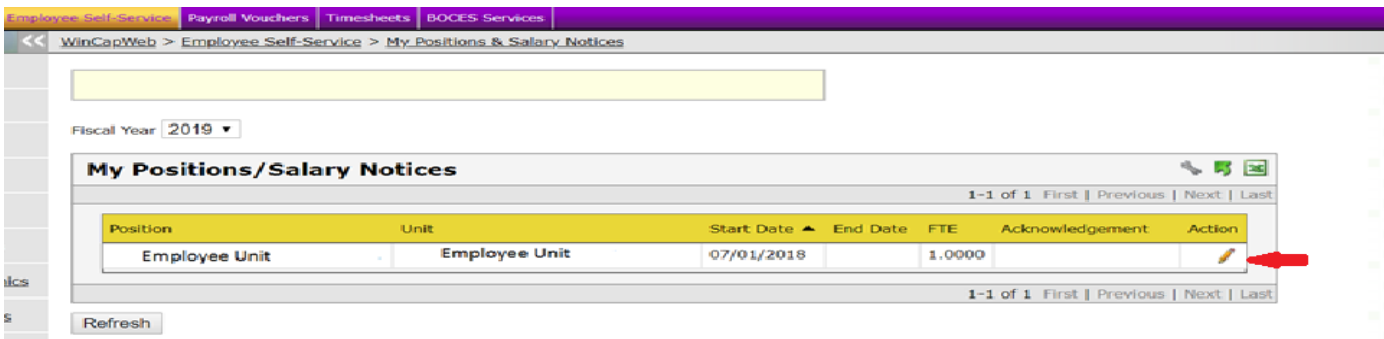 Employee Self-Service Payroll Vouchers Timesheets BOCES Services
<< WinCapWeb > Employee Self-Service > My Positions & Salary Notices
Fiscal Year 2019
My Positions/Salary Notices
1-1 of 1 First | Previous | Next | Last
Position Unit Start Date ▲ End Date FTE Acknowledgement Action
Employee Unit Employee Unit 07/01/2018 1.0000
1-1 of 1 First | Previous | Next | Last
Refresh